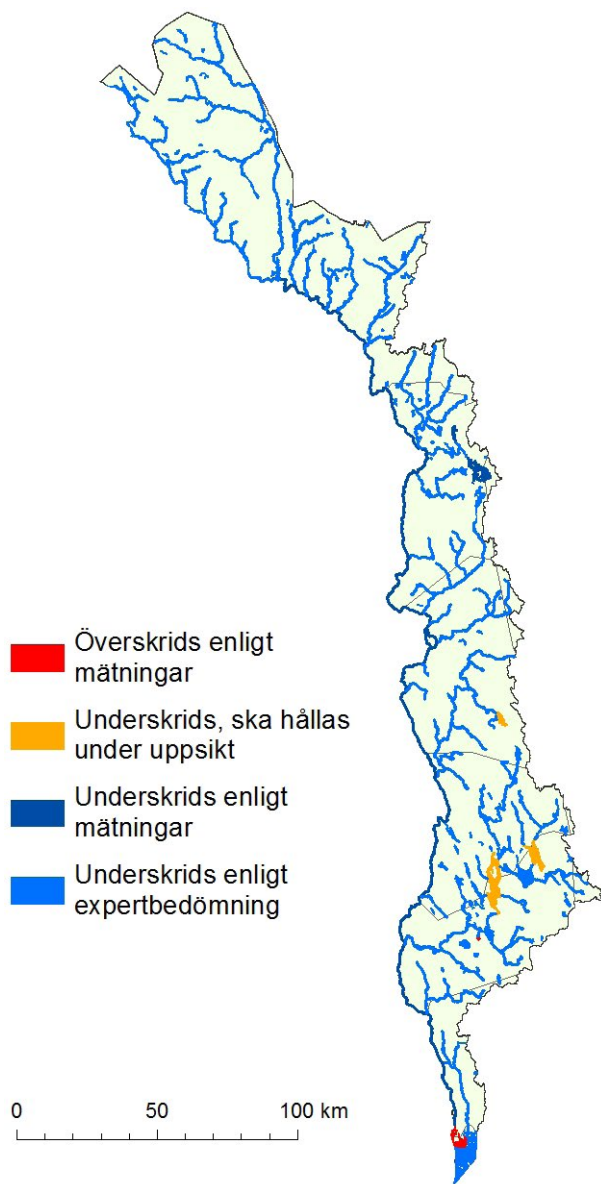 Överskrids enligt
mätningar
Underskrids, ska hållas
under uppsikt
Underskrids enligt
mätningar
Underskrids enligt
expertbedömning
0 50 100 km